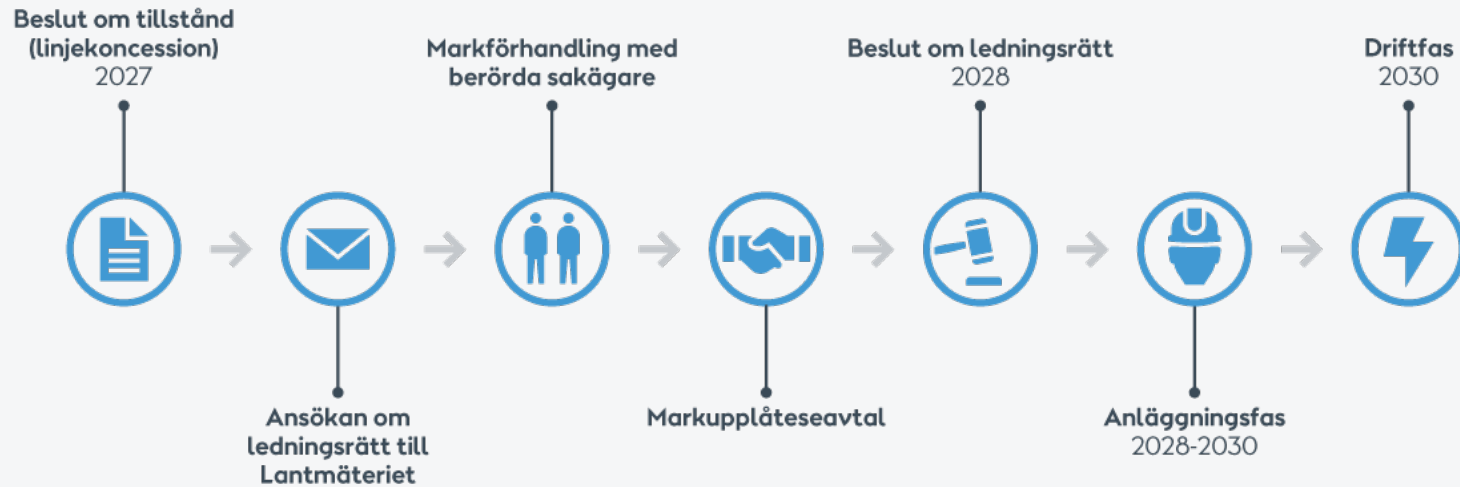 Beslut om tillstånd
(linjekoncession)
2027
Ansökan om
ledningsrätt till
Lantmäteriet
Markförhandling med
berörda sakägare
Markupplåteseavtal
Beslut om ledningsrätt
2028
Anläggningsfas
2028-2030
Driftfas
2030